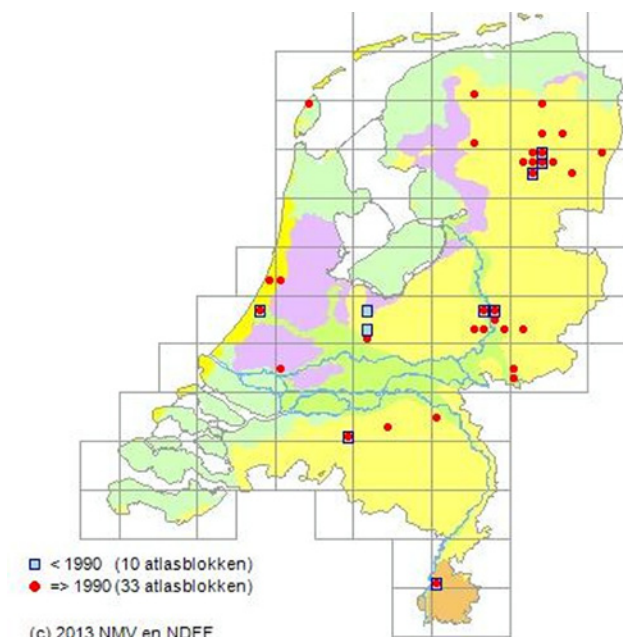 < 1990 (10 atlasblokken)
=> 1990 (33 atlasblokken)
(c) 2013 NMV en NDFF